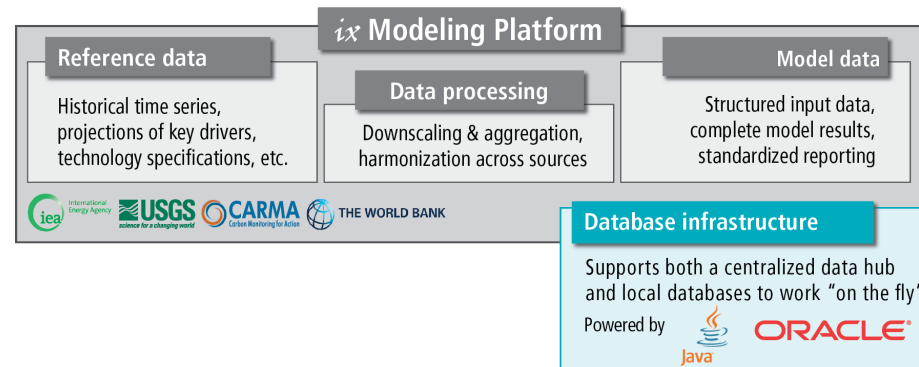 ix Modeling Platform
Reference data
Historical time series,
projections of key drivers,
technology specifications, etc.
Data processing
Downscaling & aggregation,
harmonization across sources
Model data
Structured input data,
complete model results,
standardized reporting
iea
International
Energy Agency
USGS
science for a changing world
CARMA
Carbon Monitoring for Action
THE WORLD BANK
Database infrastructure
Supports both a centralized data hub
and local databases to work “on the fly”
Powered by
Java
ORACLE®